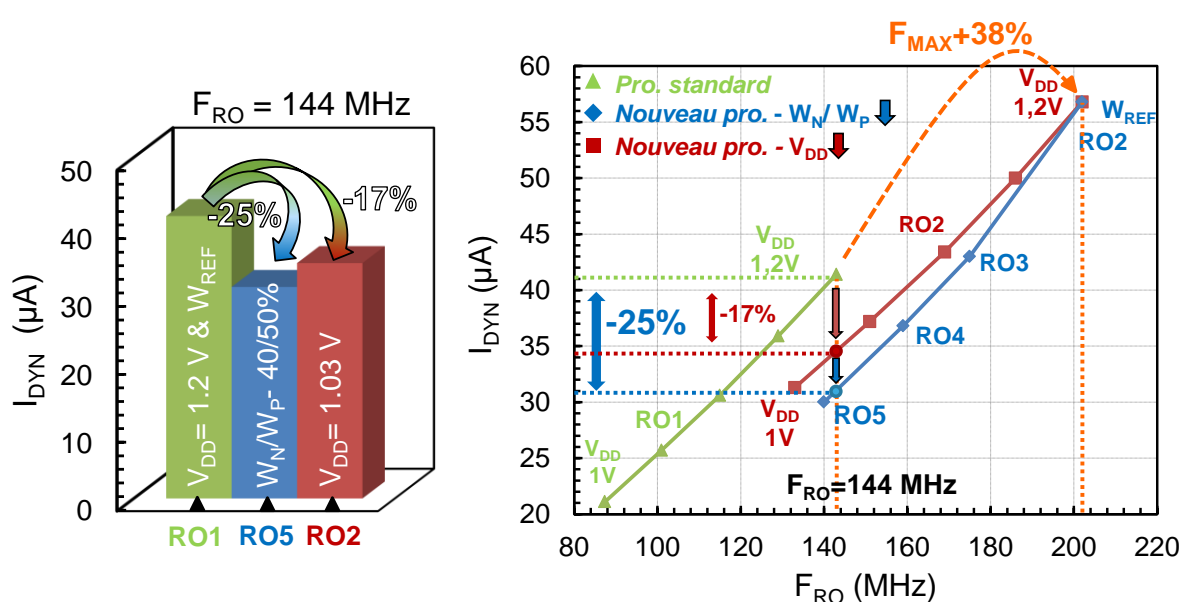 F_RO = 144 MHz
I_DYN (µA)
50
40
30
20
10
0
-25%
-17%
V_DD= 1.2 V & W_REF
W_N/W_P- 40/50%
V_DD= 1.03 V
RO1
RO5
RO2
F_MAX+38%
Pro. standard
Nouveau pro. - W_N/ W_P
Nouveau pro. - V_DD
I_DYN (µA)
60
55
50
45
40
35
30
25
20
V_DD
1,2V
W_REF
RO2
RO2
V_DD
1,2V
RO3
-25%
-17%
RO4
RO1
V_DD
1V
RO5
V_DD
1V
F_RO=144 MHz
80
100
120
140
160
180
200
220
F_RO (MHz)